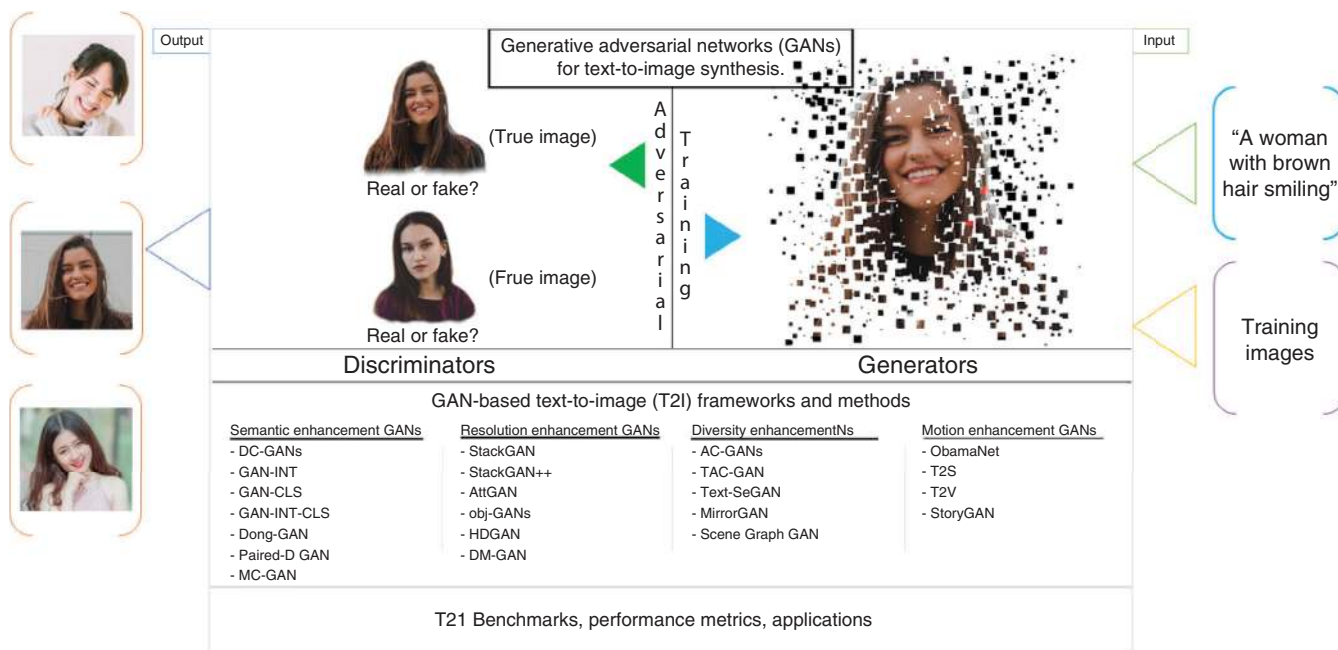 Output
Generative adversarial networks (GANs)
for text-to-image synthesis.
Input
(True image)
Real or fake?
(Frue image)
Real or fake?
Adversarial
Training
"A woman
with brown
hair smiling"
Training
images
Discriminators
Generators
GAN-based text-to-image (T2I) frameworks and methods
Semantic enhancement GANs
- DC-GANs
- GAN-INT
- GAN-CLS
- GAN-INT-CLS
- Dong-GAN
- Paired-D GAN
- MC-GAN
Resolution enhancement GANs
- StackGAN
- StackGAN++
- AttGAN
- obj-GANs
- HDGAN
- DM-GAN
Diversity enhancementNs
- AC-GANs
- TAC-GAN
- Text-SeGAN
- MirrorGAN
- Scene Graph GAN
Motion enhancement GANs
- ObamaNet
- T2S
- T2V
- StoryGAN
T21 Benchmarks, performance metrics, applications